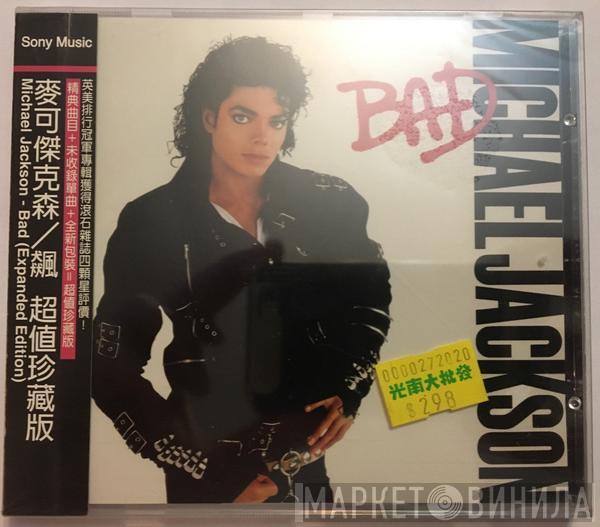 Sony Music
麥可傑克森／飆 超值珍藏版
Michael Jackson - Bad (Expanded Edition)
精典曲目＋未收錄單曲＋全新包裝＝超值珍藏版
英美排行冠軍專輯獲得滾石雜誌四顆星評價！
BAD
MICHAEL JACKSON
0000272020
光南大批發
$298
МАРКЕТ ВИНИЛА